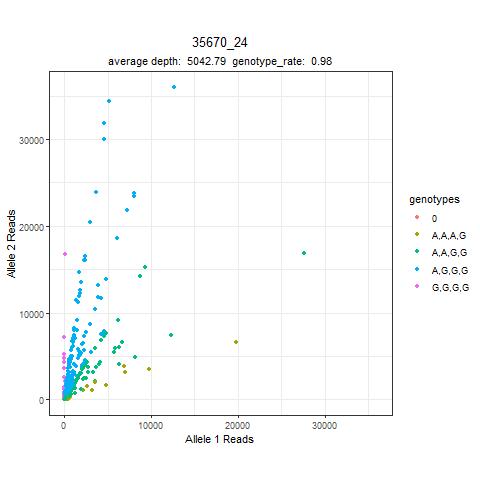 35670_24
average depth:  5042.79  genotype_rate:  0.98
Allele 2 Reads
30000
20000
10000
0
0
10000
20000
30000
Allele 1 Reads
genotypes
0
A,A,A,G
A,A,G,G
A,G,G,G
G,G,G,G